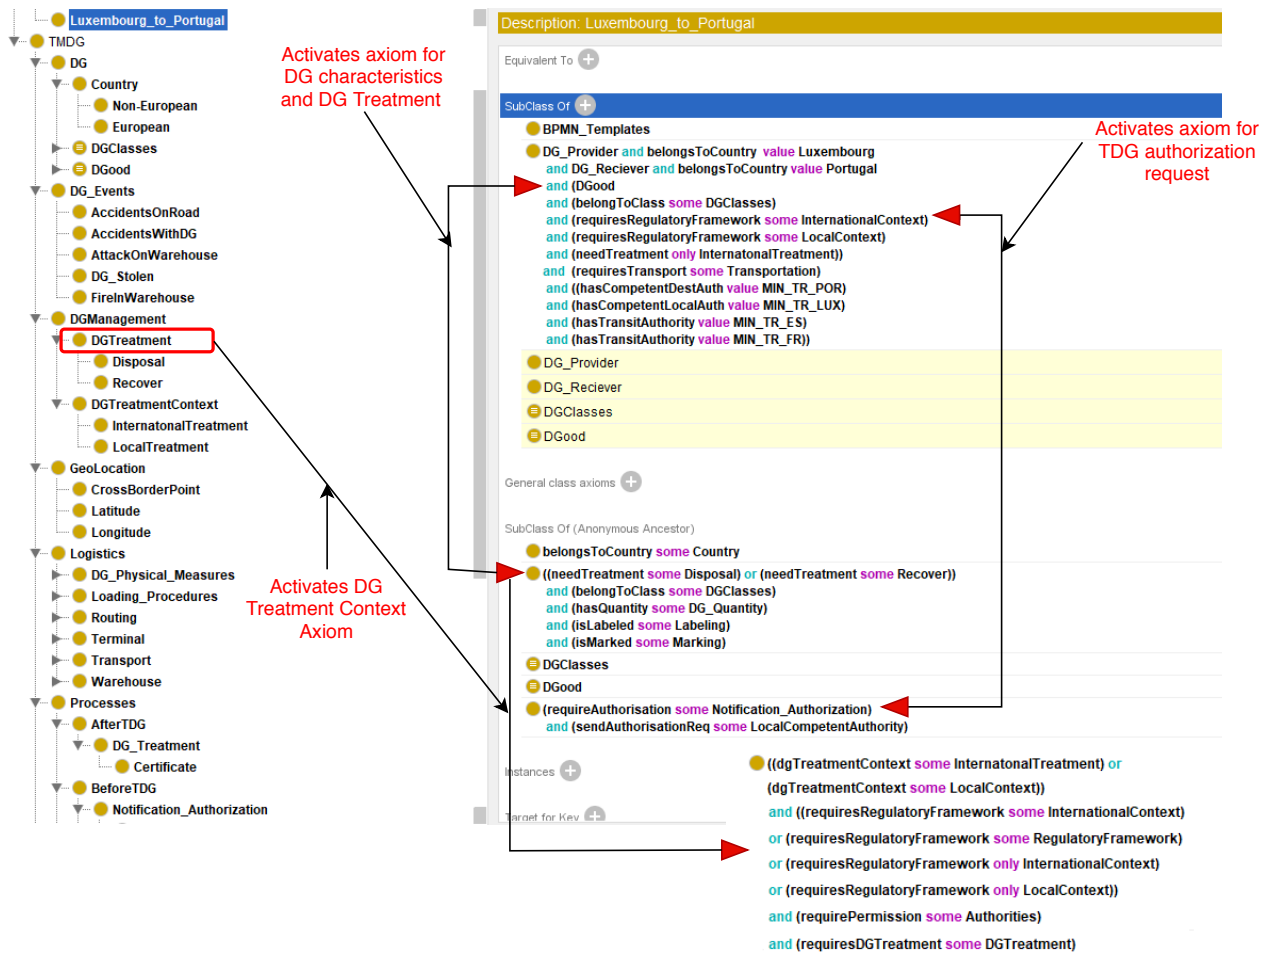 Luxembourg_to_Portugal
TMDG
DG
Country
Non-European
European
DGClasses
DGood
DG_Events
AccidentsOnRoad
AccidentsWithDG
AttackOnWarehouse
DG_Stolen
FireInWarehouse
DGManagement
DGTreatment
Disposal
Recover
DGTreatmentContext
InternatonalTreatment
LocalTreatment
GeoLocation
CrossBorderPoint
Latitude
Longitude
Logistics
DG_Physical_Measures
Loading_Procedures
Routing
Terminal
Transport
Warehouse
Processes
AfterTDG
DG_Treatment
Certificate
BeforeTDG
Notification_Authorization
Activates axiom for
DG characteristics
and DG Treatment
Activates DG
Treatment Context
Axiom
Description: Luxembourg_to_Portugal
Equivalent To
SubClass Of
BPMN_Templates
DG_Provider and belongsToCountry value Luxembourg
and DG_Reciever and belongsToCountry value Portugal
and (DGood
and (belongToClass some DGClasses)
and (requiresRegulatoryFramework some InternationalContext)
and (requiresRegulatoryFramework some LocalContext)
and (needTreatment only InternatonalTreatment))
and (requiresTransport some Transportation)
and ((hasCompetentDestAuth value MIN_TR_POR)
and (hasCompetentLocalAuth value MIN_TR_LUX)
and (hasTransitAuthority value MIN_TR_ES)
and (hasTransitAuthority value MIN_TR_FR))
DG_Provider
DG_Reciever
DGClasses
DGood
General class axioms
SubClass Of (Anonymous Ancestor)
belongsToCountry some Country
((needTreatment some Disposal) or (needTreatment some Recover))
and (belongToClass some DGClasses)
and (hasQuantity some DG_Quantity)
and (isLabeled some Labeling)
and (isMarked some Marking)
DGClasses
DGood
(requireAuthorisation some Notification_Authorization)
and (sendAuthorisationReq some LocalCompetentAuthority)
Instances
Target for Key
Activates axiom for
TDG authorization
request
((dgTreatmentContext some InternatonalTreatment) or
(dgTreatmentContext some LocalContext))
and ((requiresRegulatoryFramework some InternationalContext)
or (requiresRegulatoryFramework some RegulatoryFramework)
or (requiresRegulatoryFramework only InternationalContext)
or (requiresRegulatoryFramework only LocalContext))
and (requirePermission some Authorities)
and (requiresDGTreatment some DGTreatment)